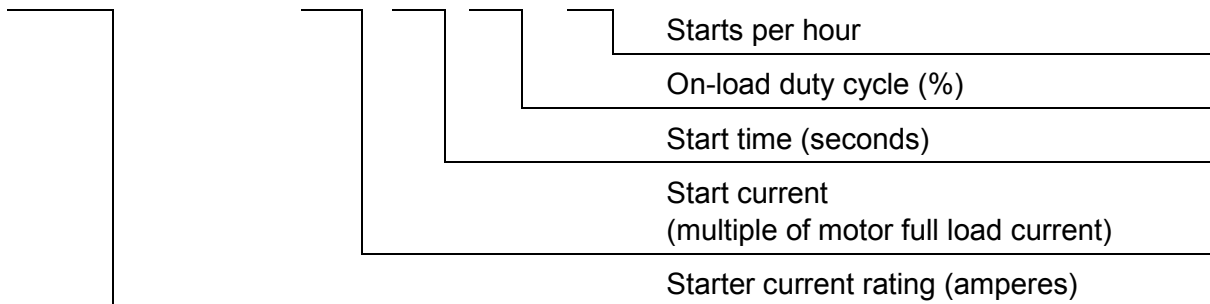 Starts per hour
On-load duty cycle (%)
Start time (seconds)
Start current
(multiple of motor full load current)
Starter current rating (amperes)